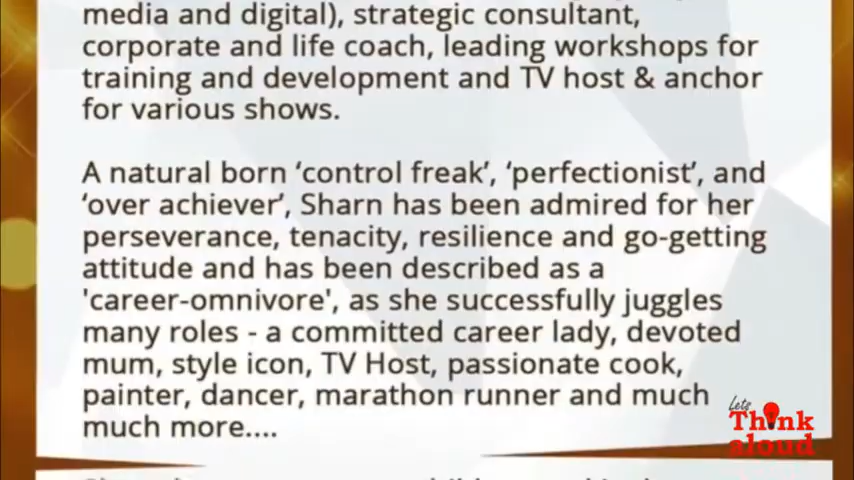 media and digital), strategic consultant,
corporate and life coach, leading workshops for
training and development and TV host & anchor
for various shows.
A natural born ‘control freak’, ‘perfectionist’, and
‘over achiever’, Sharn has been admired for her
perseverance, tenacity, resilience and go-getting
attitude and has been described as a
'career-omnivore', as she successfully juggles
many roles - a committed career lady, devoted
mum, style icon, TV Host, passionate cook,
painter, dancer, marathon runner and much
much more....
Lets
Think
aloud